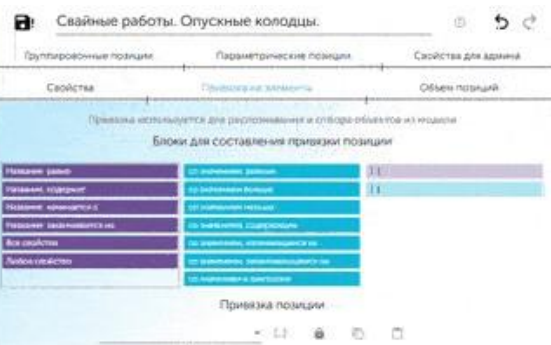 Свайные работы. Опускные колодцы.
Группировочные позиции
Параметрические позиции
Свойства для админа
Свойства
Привязка на элементы
Объем позиций
Привязка используется для распознавания и отбора объектов из модели
Блоки для составления привязки позиции
Название равно
со значением, равным
( )
Название, содержит
со значением больше
( )
Название начинается с
со значением меньше
Название заканчивается на
со значением, содержащим
Все свойства
со значением, начинающимся на
Любое свойство
со значением, заканчивающимся на
со значением в диапазоне
Привязка позиции